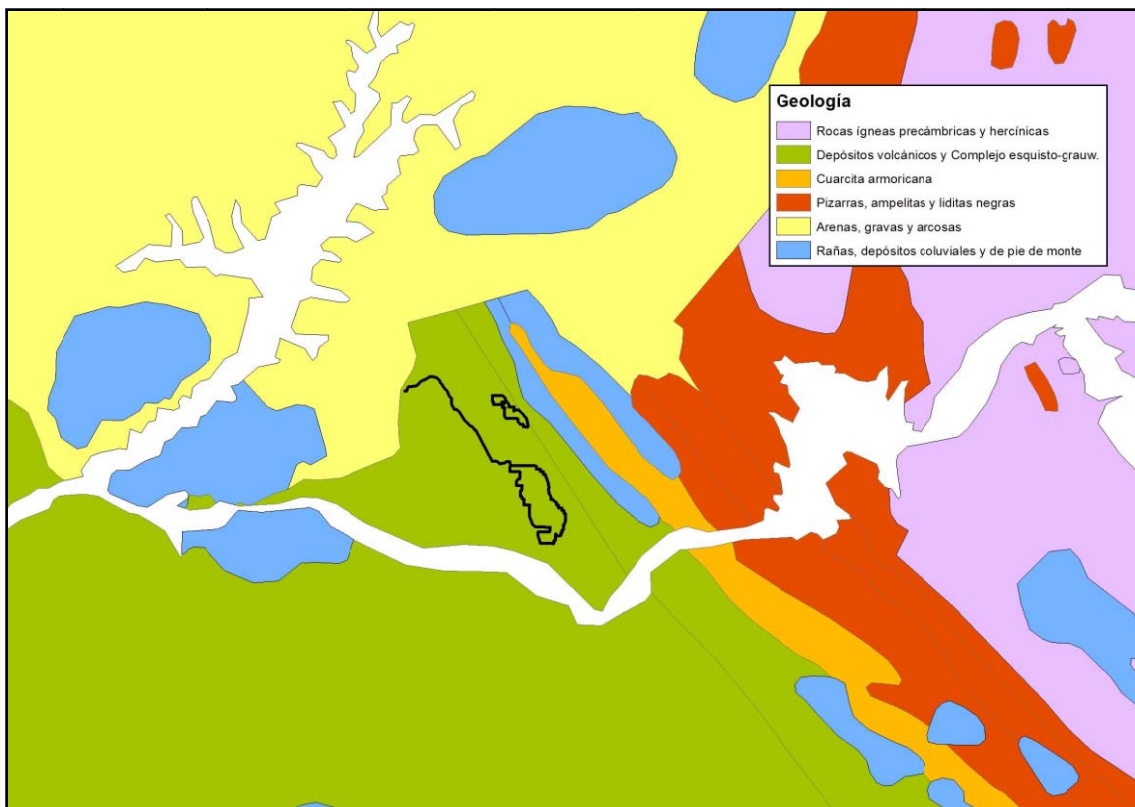 Geología
Rocas ígneas precámbricas y hercínicas
Depósitos volcánicos y Complejo esquisto-grauw.
Cuarcita armoricana
Pizarras, ampelitas y liditas negras
Arenas, gravas y arcosas
Rañas, depósitos coluviales y de pie de monte